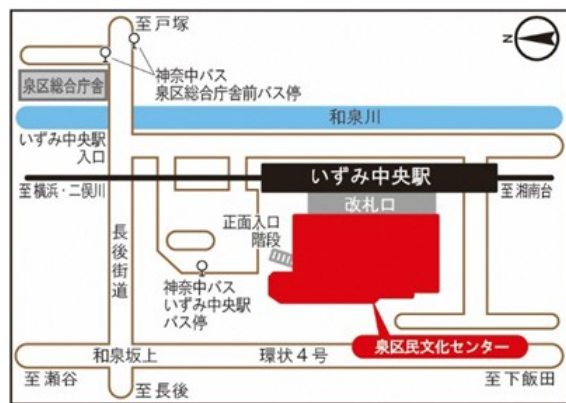 至戸塚
N
神奈中バス
泉区総合庁舎前バス停
泉区総合庁舎
和泉川
いずみ中央駅
入口
いずみ中央駅
至横浜・二俣川
至湘南台
改札口
正面入口
階段
長後街道
神奈中バス
いずみ中央駅
バス停
泉区民文化センター
和泉坂上
環状4号
至瀬谷
至長後
至下飯田